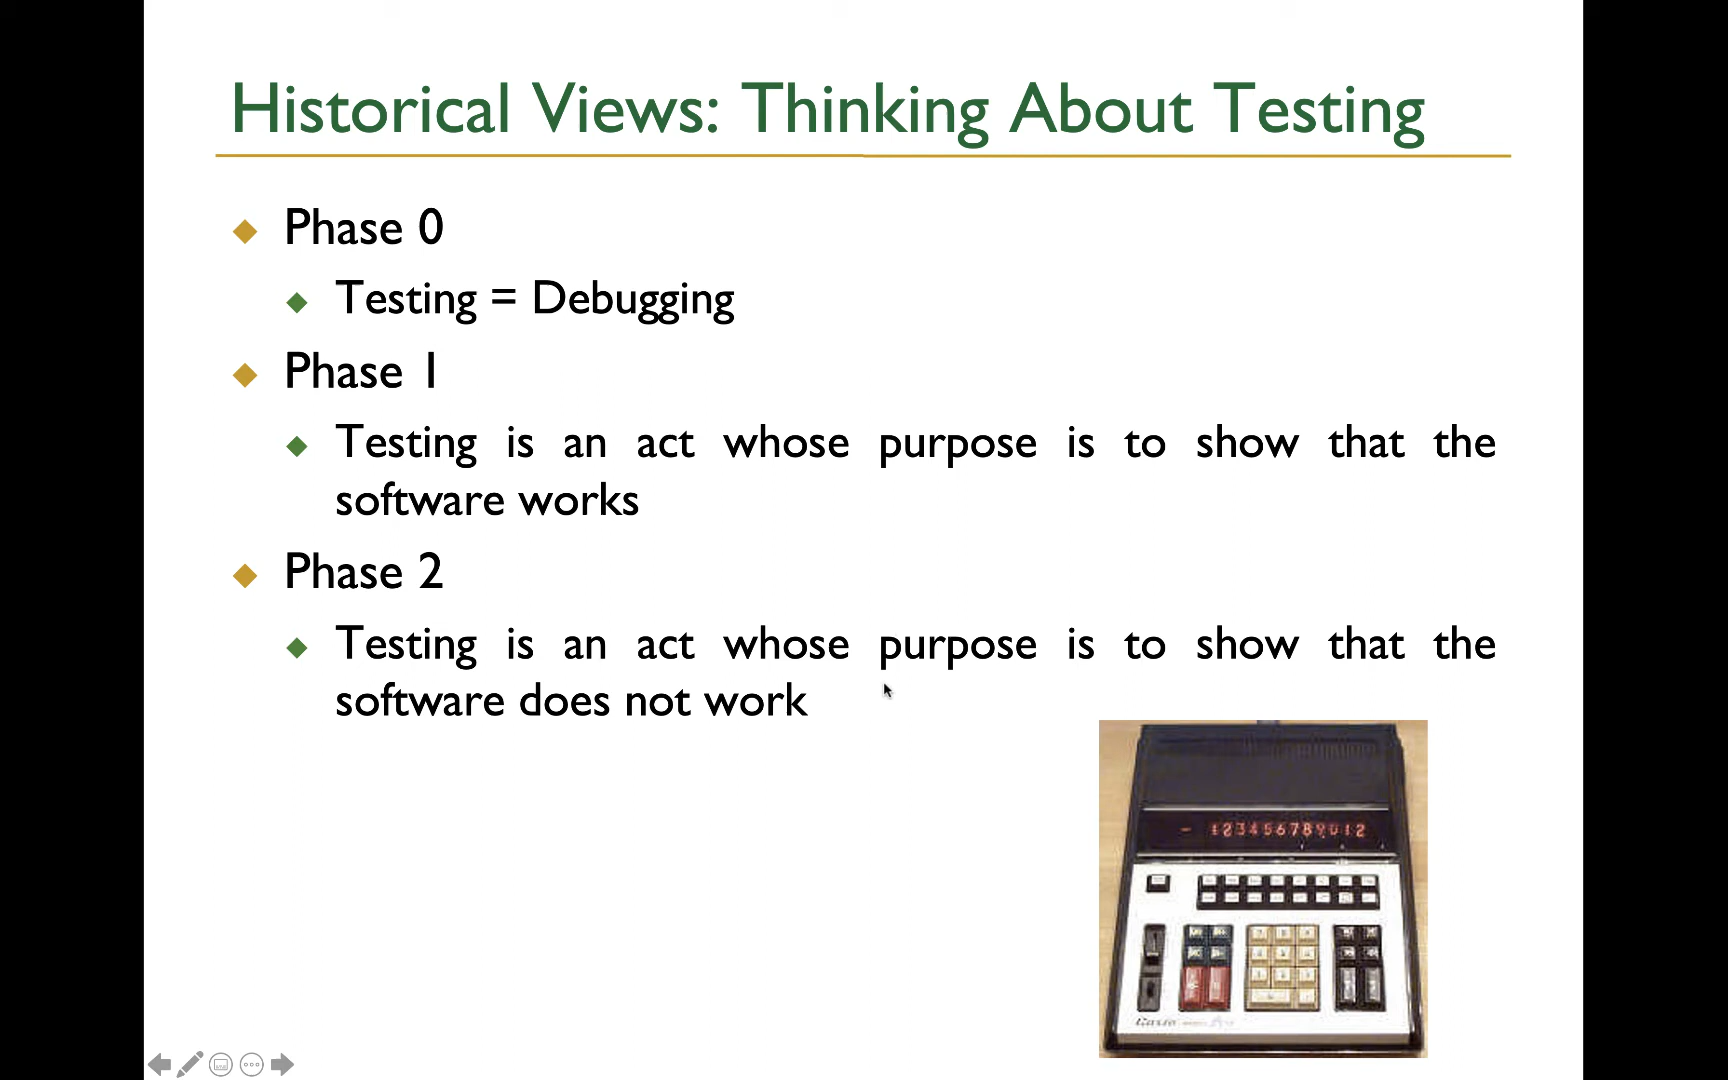 Historical Views: Thinking About Testing
Phase 0
Testing = Debugging
Phase 1
Testing is an act whose purpose is to show that the
software works
Phase 2
Testing is an act whose purpose is to show that the
software does not work
- 123456789012
Casio